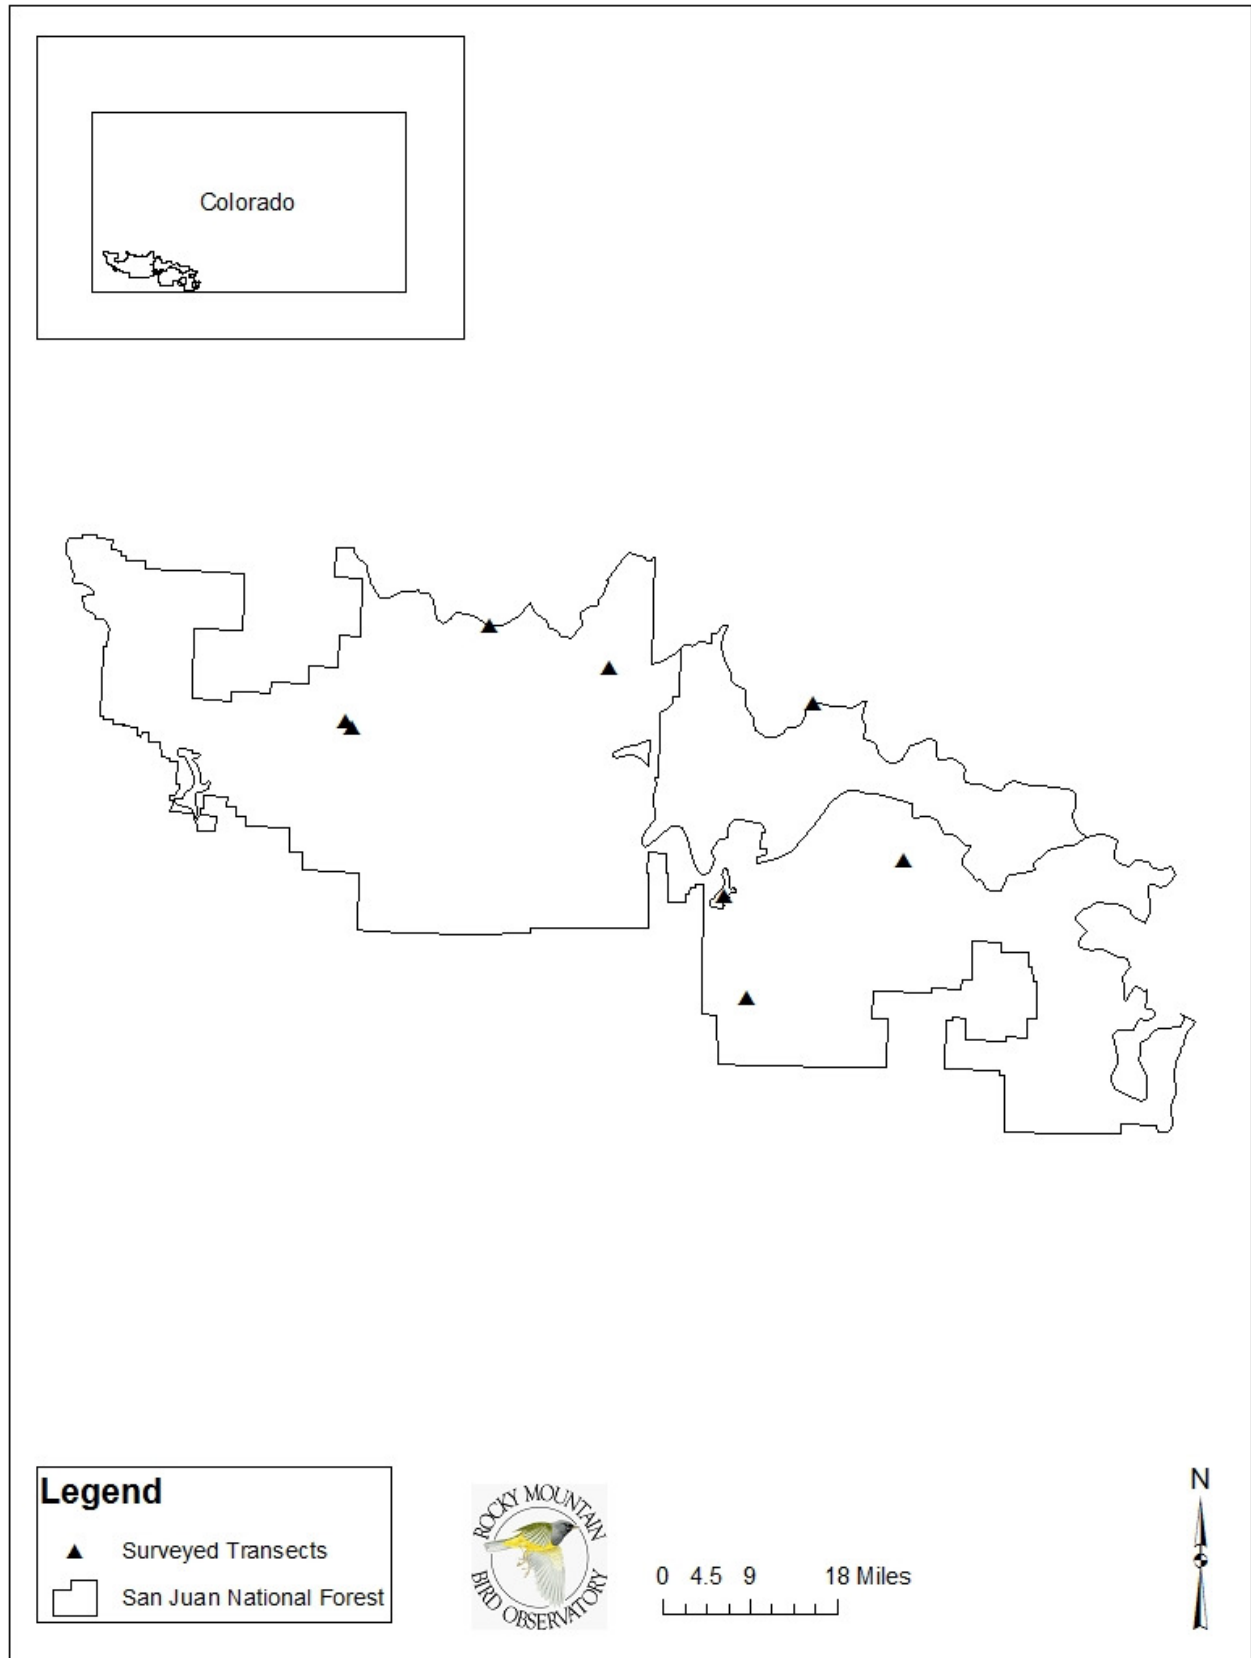 Colorado
Legend
Surveyed Transects
San Juan National Forest
ROCKY MOUNTAIN
BIRD OBSERVATORY
0 4.5 9 18 Miles
N